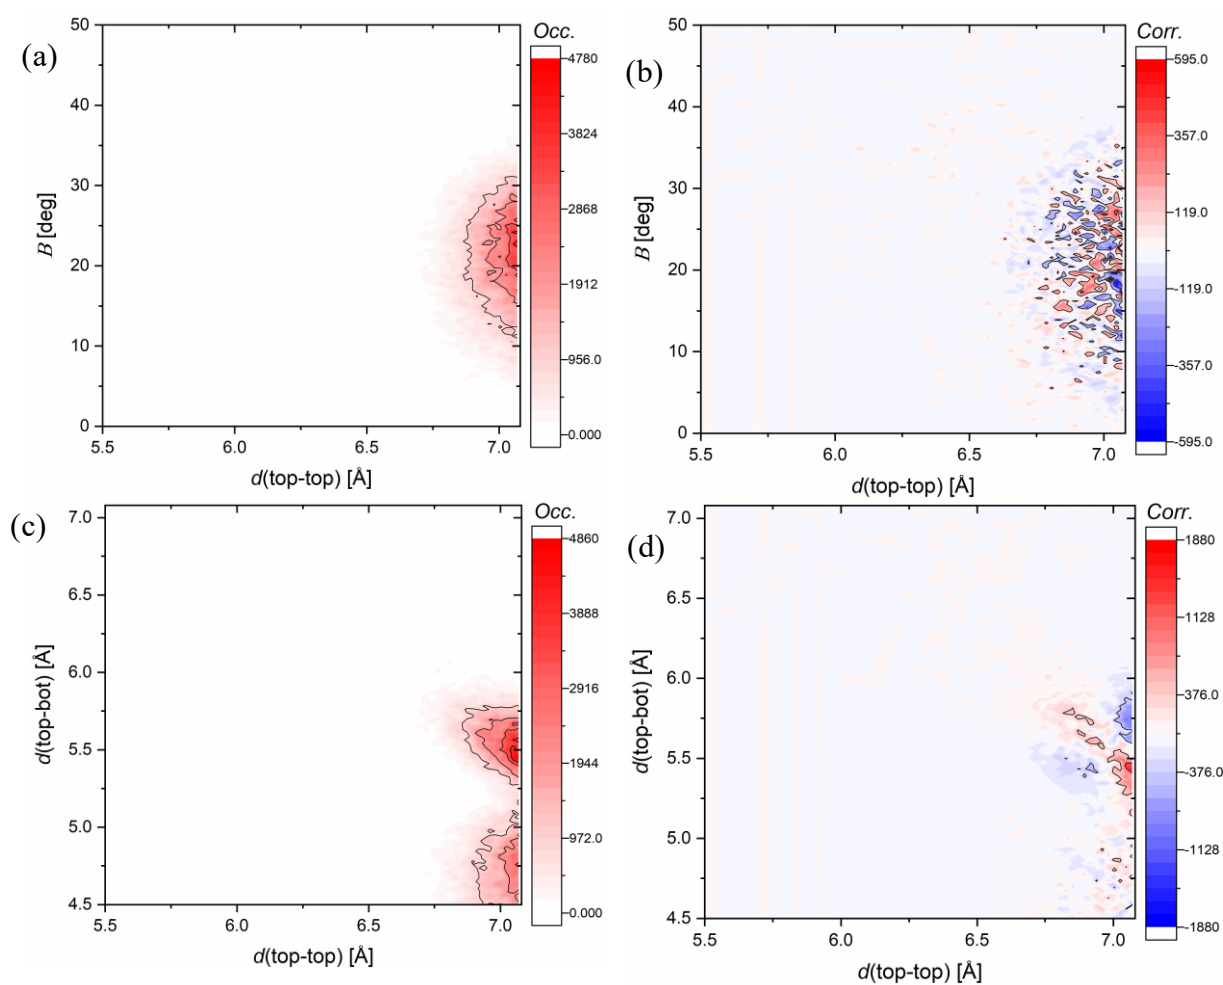 (a)
50
40
30
20
10
0
B [deg]
5.5 6.0 6.5 7.0
d(top-top) [Å]
Occ.
4780
3824
2868
1912
956.0
0.000
(b)
50
40
30
20
10
0
B [deg]
5.5 6.0 6.5 7.0
d(top-top) [Å]
Corr.
595.0
357.0
119.0
-119.0
-357.0
-595.0
(c)
7.0
6.5
6.0
5.5
5.0
4.5
d(top-bot) [Å]
5.5 6.0 6.5 7.0
d(top-top) [Å]
Occ.
4860
3888
2916
1944
972.0
0.000
(d)
7.0
6.5
6.0
5.5
5.0
4.5
d(top-bot) [Å]
5.5 6.0 6.5 7.0
d(top-top) [Å]
Corr.
1880
1128
376.0
-376.0
-1128
-1880